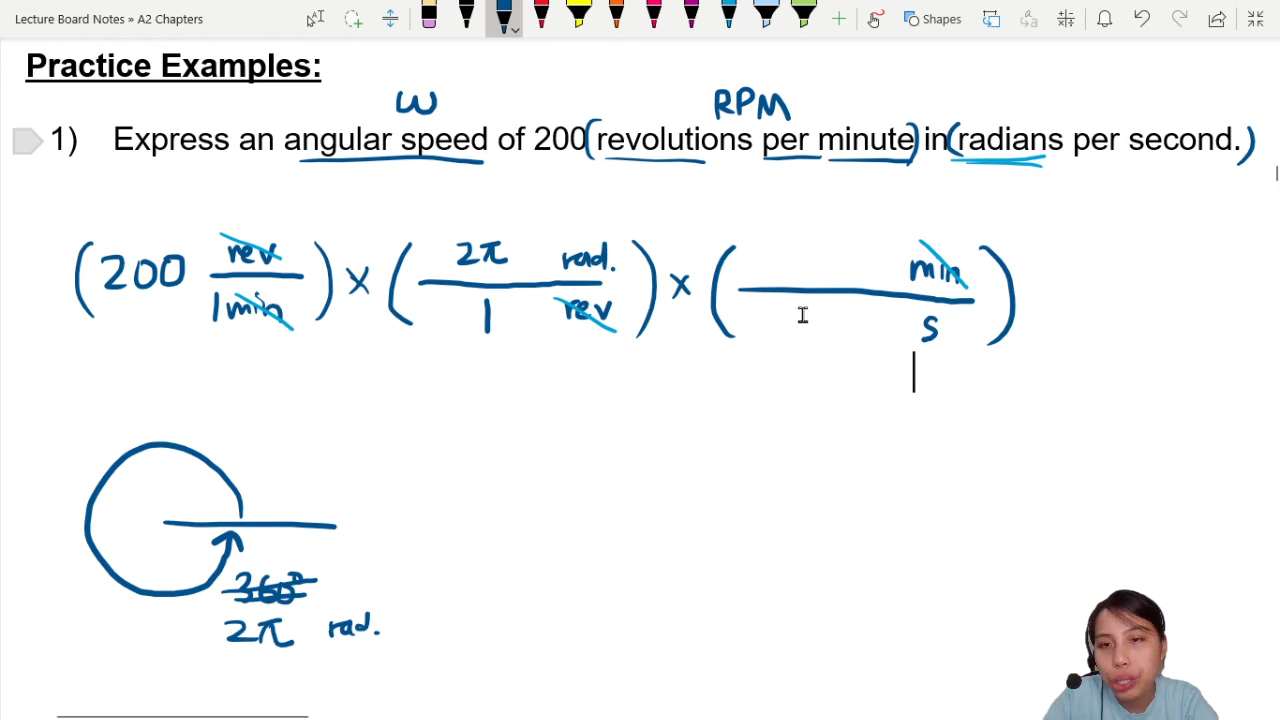 Lecture Board Notes » A2 Chapters
Shapes
Practice Examples:
ω RPM
1) Express an angular speed of 200 (revolutions per minute) in (radians per second.)
(200 rev / 1 min) × (2π rad. / 1 rev) × (min / s)
360°
2π rad.